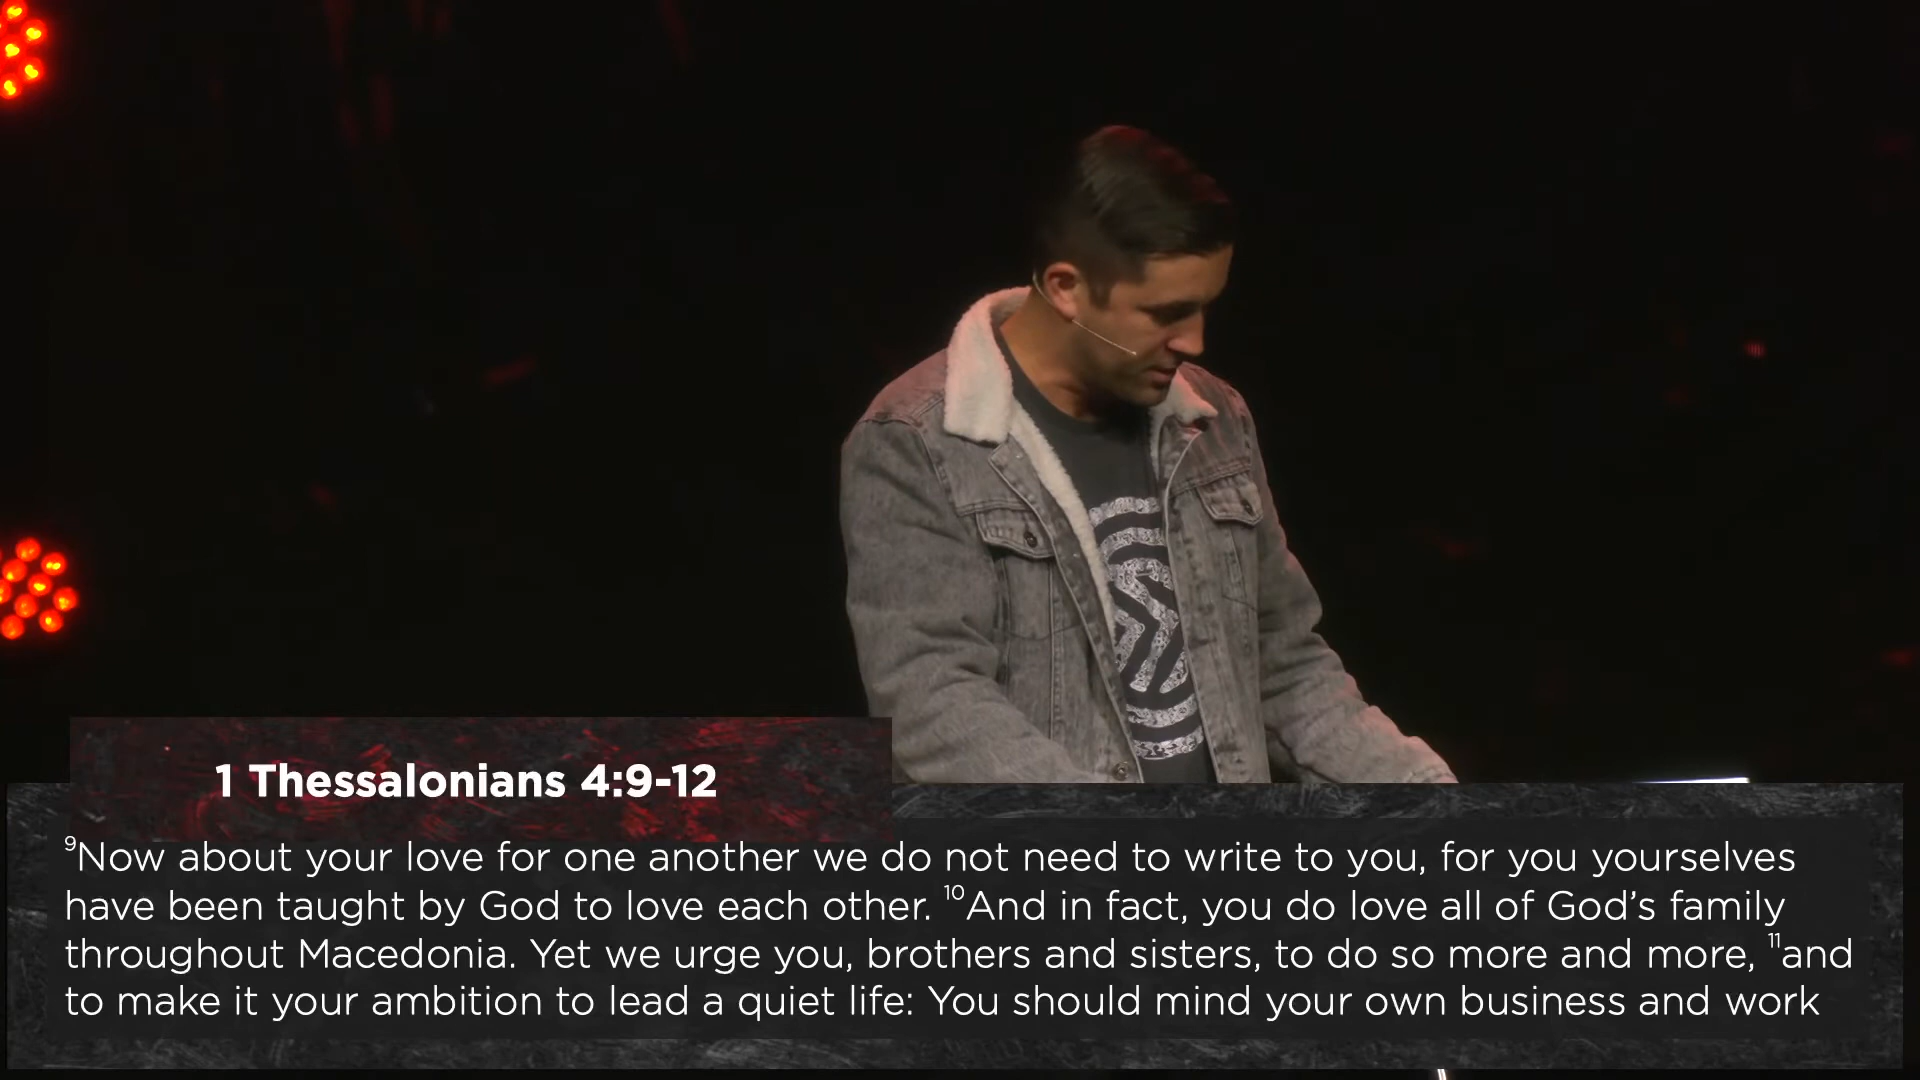 1 Thessalonians 4:9-12
⁹Now about your love for one another we do not need to write to you, for you yourselves
have been taught by God to love each other. ¹⁰And in fact, you do love all of God’s family
throughout Macedonia. Yet we urge you, brothers and sisters, to do so more and more, ¹¹and
to make it your ambition to lead a quiet life: You should mind your own business and work